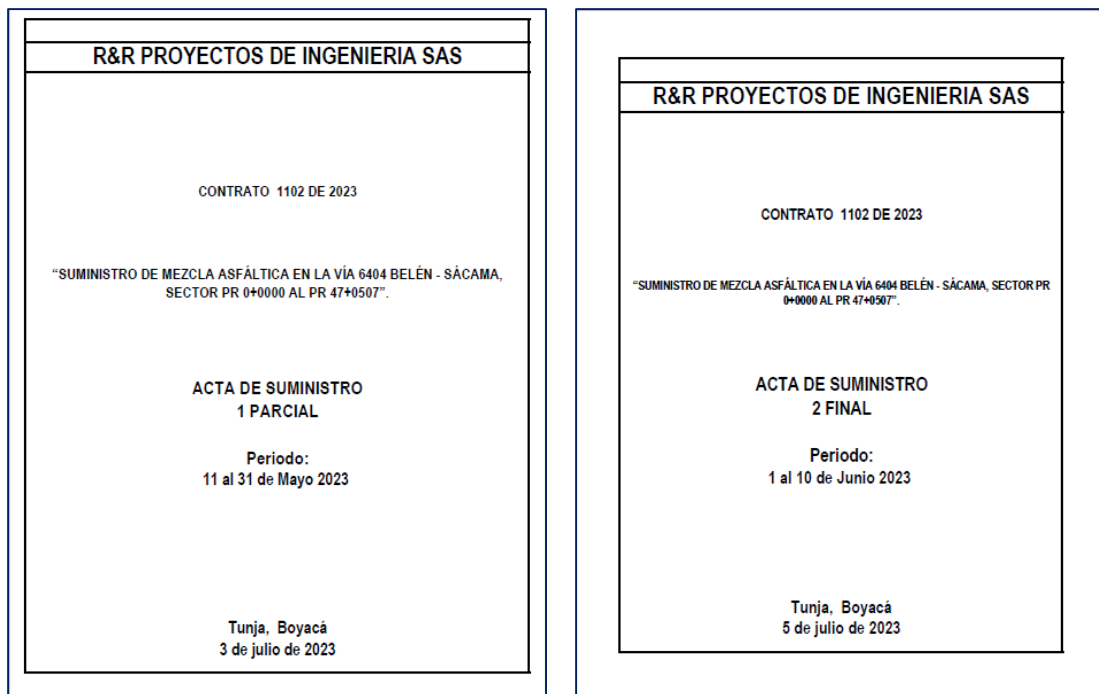 R&R PROYECTOS DE INGENIERIA SAS
CONTRATO 1102 DE 2023
“SUMINISTRO DE MEZCLA ASFÁLTICA EN LA VÍA 6404 BELÉN - SÁCAMA,
SECTOR PR 0+0000 AL PR 47+0507”.
ACTA DE SUMINISTRO
1 PARCIAL
Periodo:
11 al 31 de Mayo 2023
Tunja, Boyacá
3 de julio de 2023
R&R PROYECTOS DE INGENIERIA SAS
CONTRATO 1102 DE 2023
“SUMINISTRO DE MEZCLA ASFÁLTICA EN LA VÍA 6404 BELÉN - SÁCAMA, SECTOR PR
0+0000 AL PR 47+0507”.
ACTA DE SUMINISTRO
2 FINAL
Periodo:
1 al 10 de Junio 2023
Tunja, Boyacá
5 de julio de 2023